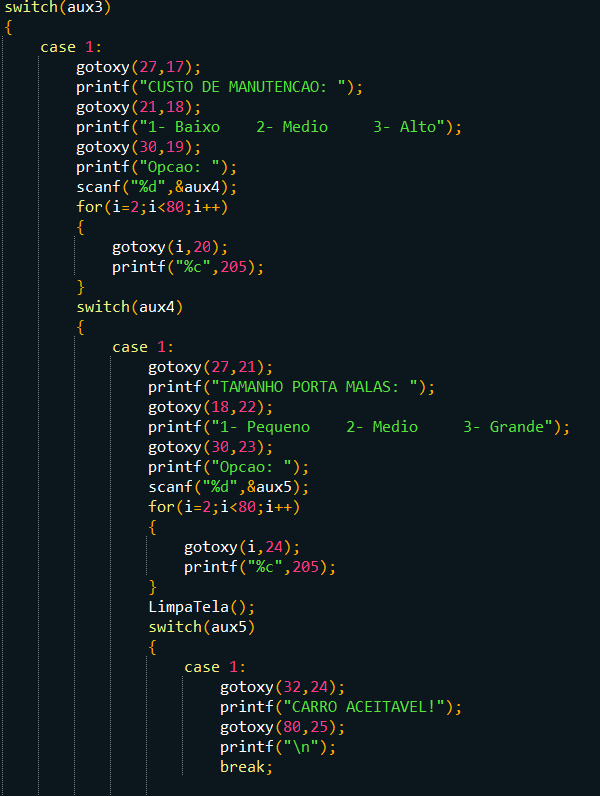 switch(aux3)
{
case 1:
gotoxy(27,17);
printf("CUSTO DE MANUTENCAO: ");
gotoxy(21,18);
printf("1- Baixo    2- Medio     3- Alto");
gotoxy(30,19);
printf("Opcao: ");
scanf("%d",&aux4);
for(i=2;i<80;i++)
{
gotoxy(i,20);
printf("%c",205);
}
switch(aux4)
{
case 1:
gotoxy(27,21);
printf("TAMANHO PORTA MALAS: ");
gotoxy(18,22);
printf("1- Pequeno    2- Medio     3- Grande");
gotoxy(30,23);
printf("Opcao: ");
scanf("%d",&aux5);
for(i=2;i<80;i++)
{
gotoxy(i,24);
printf("%c",205);
}
LimpaTela();
switch(aux5)
{
case 1:
gotoxy(32,24);
printf("CARRO ACEITAVEL!");
gotoxy(80,25);
printf("\n");
break;